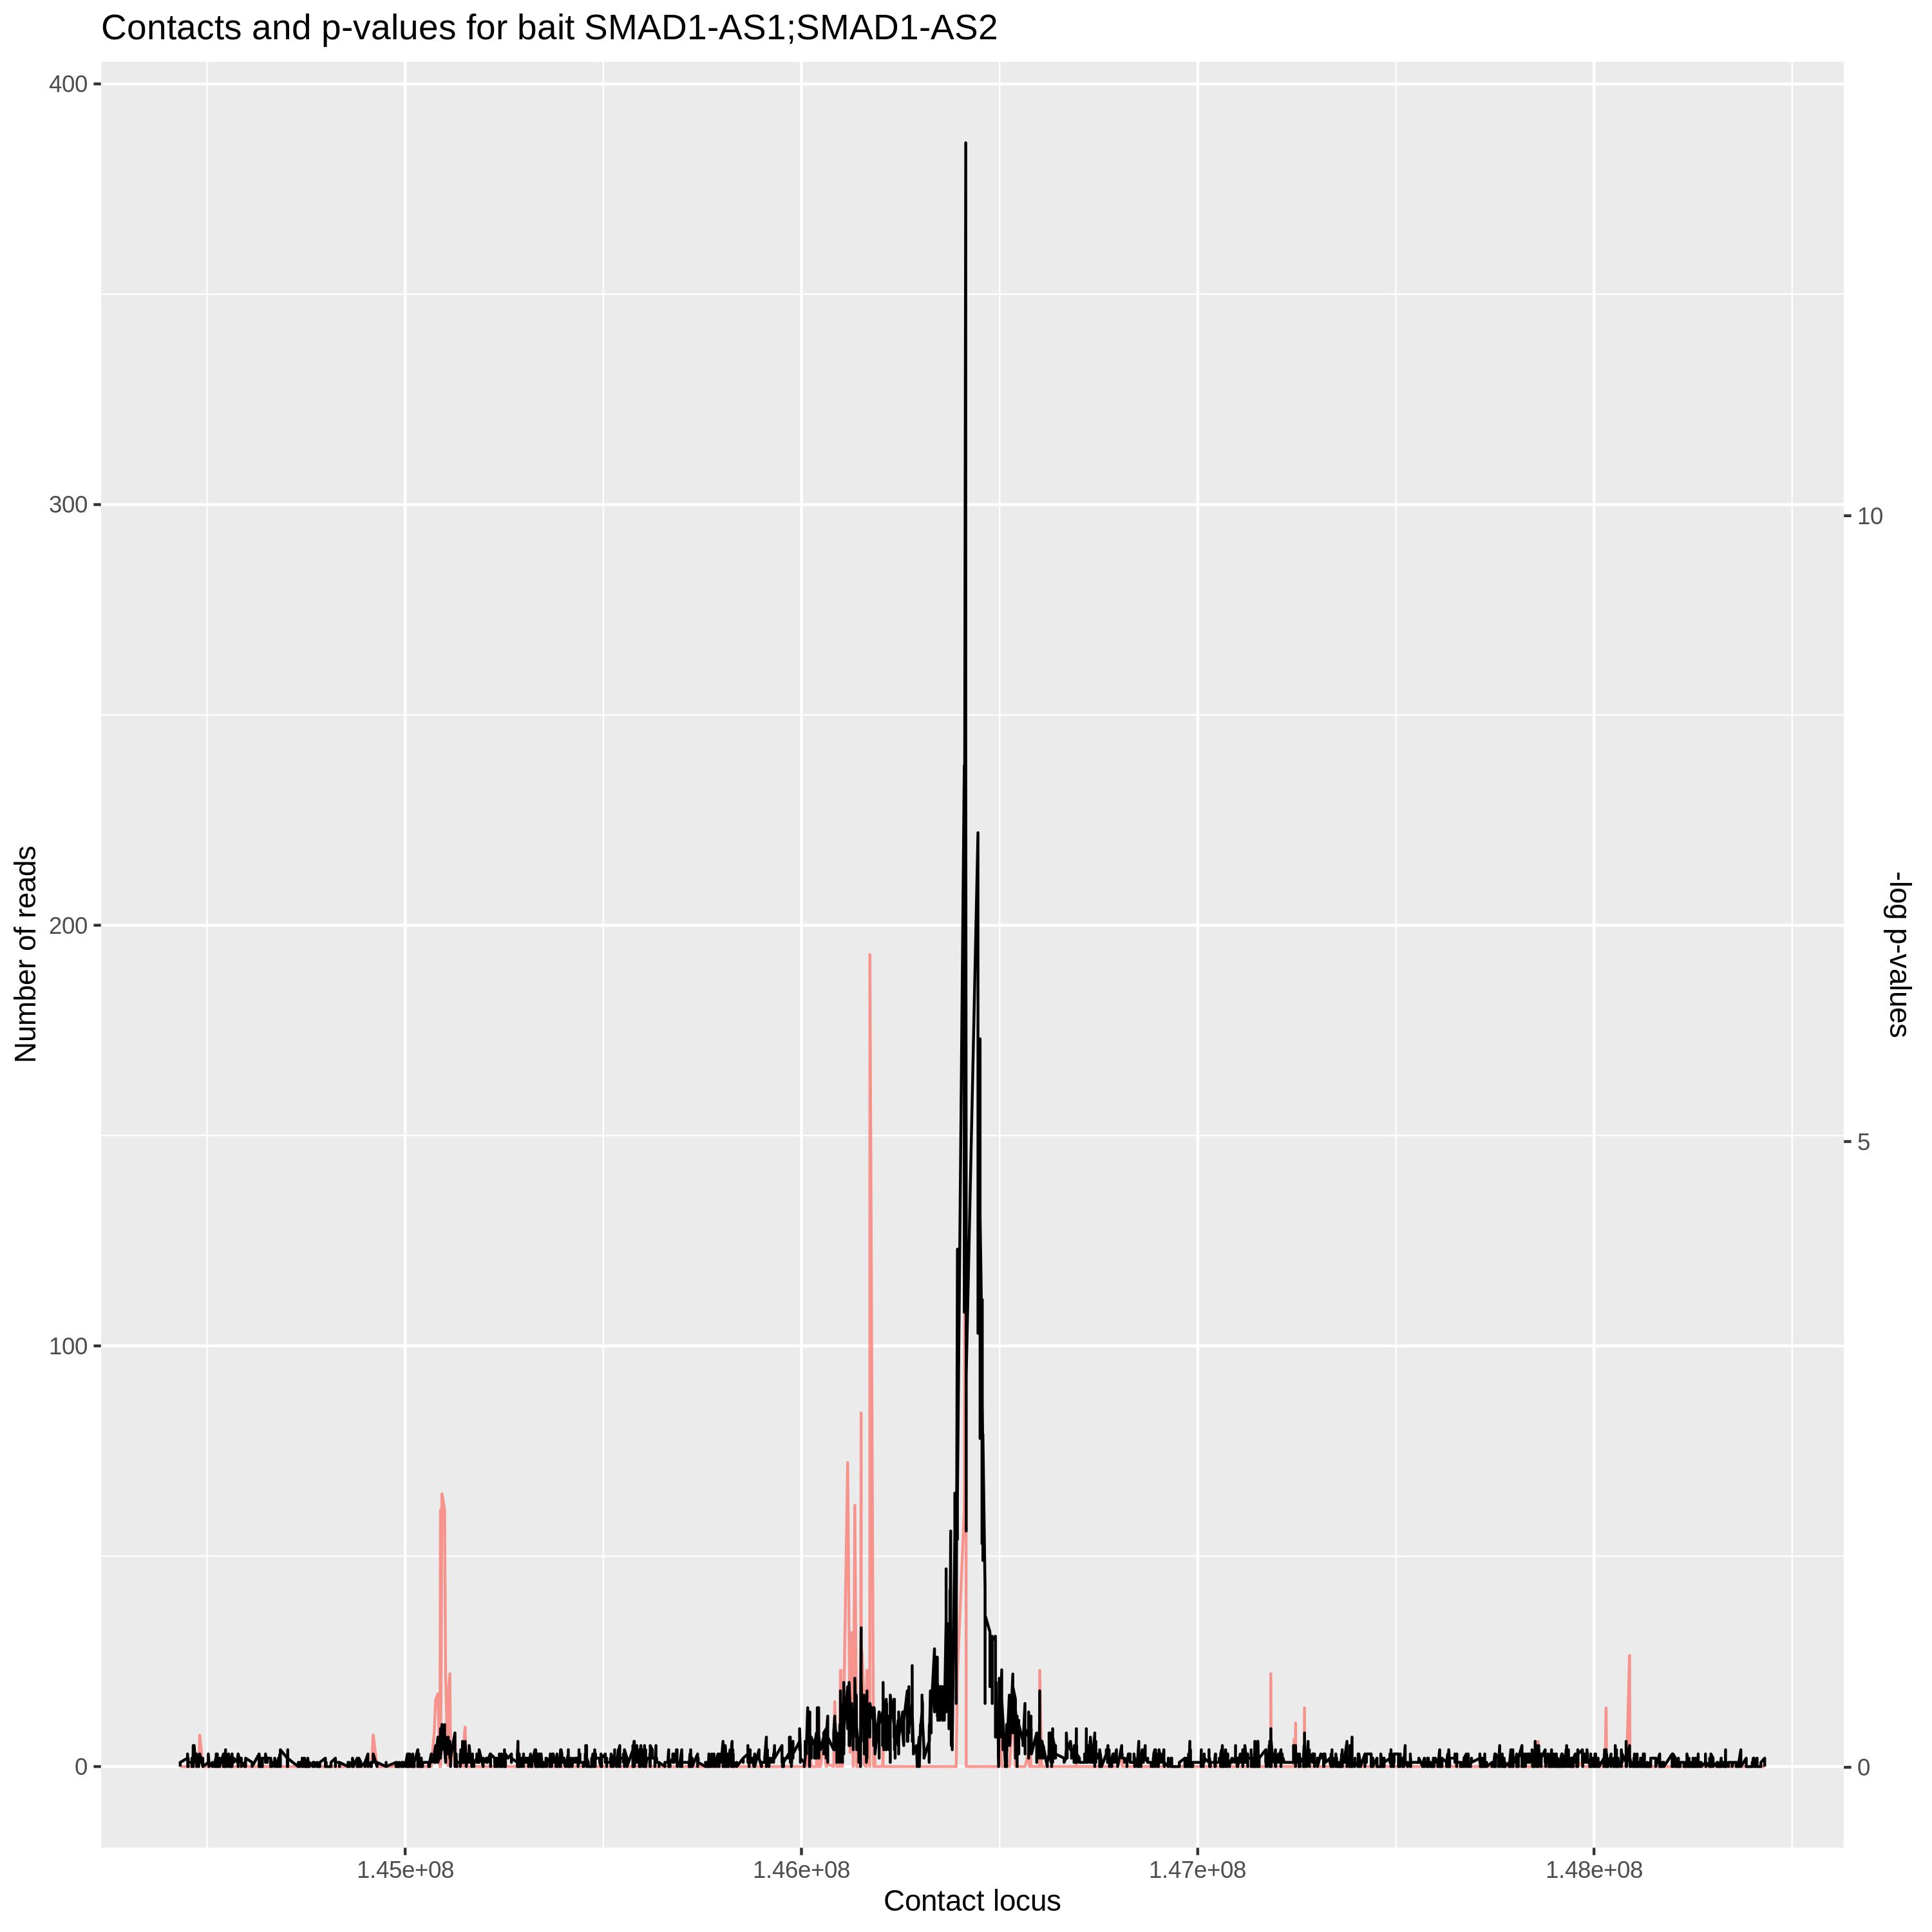 Contacts and p-values for bait SMAD1-AS1;SMAD1-AS2
400
300
200
100
0
Number of reads
10
5
0
-log p-values
1.45e+08
1.46e+08
1.47e+08
1.48e+08
Contact locus